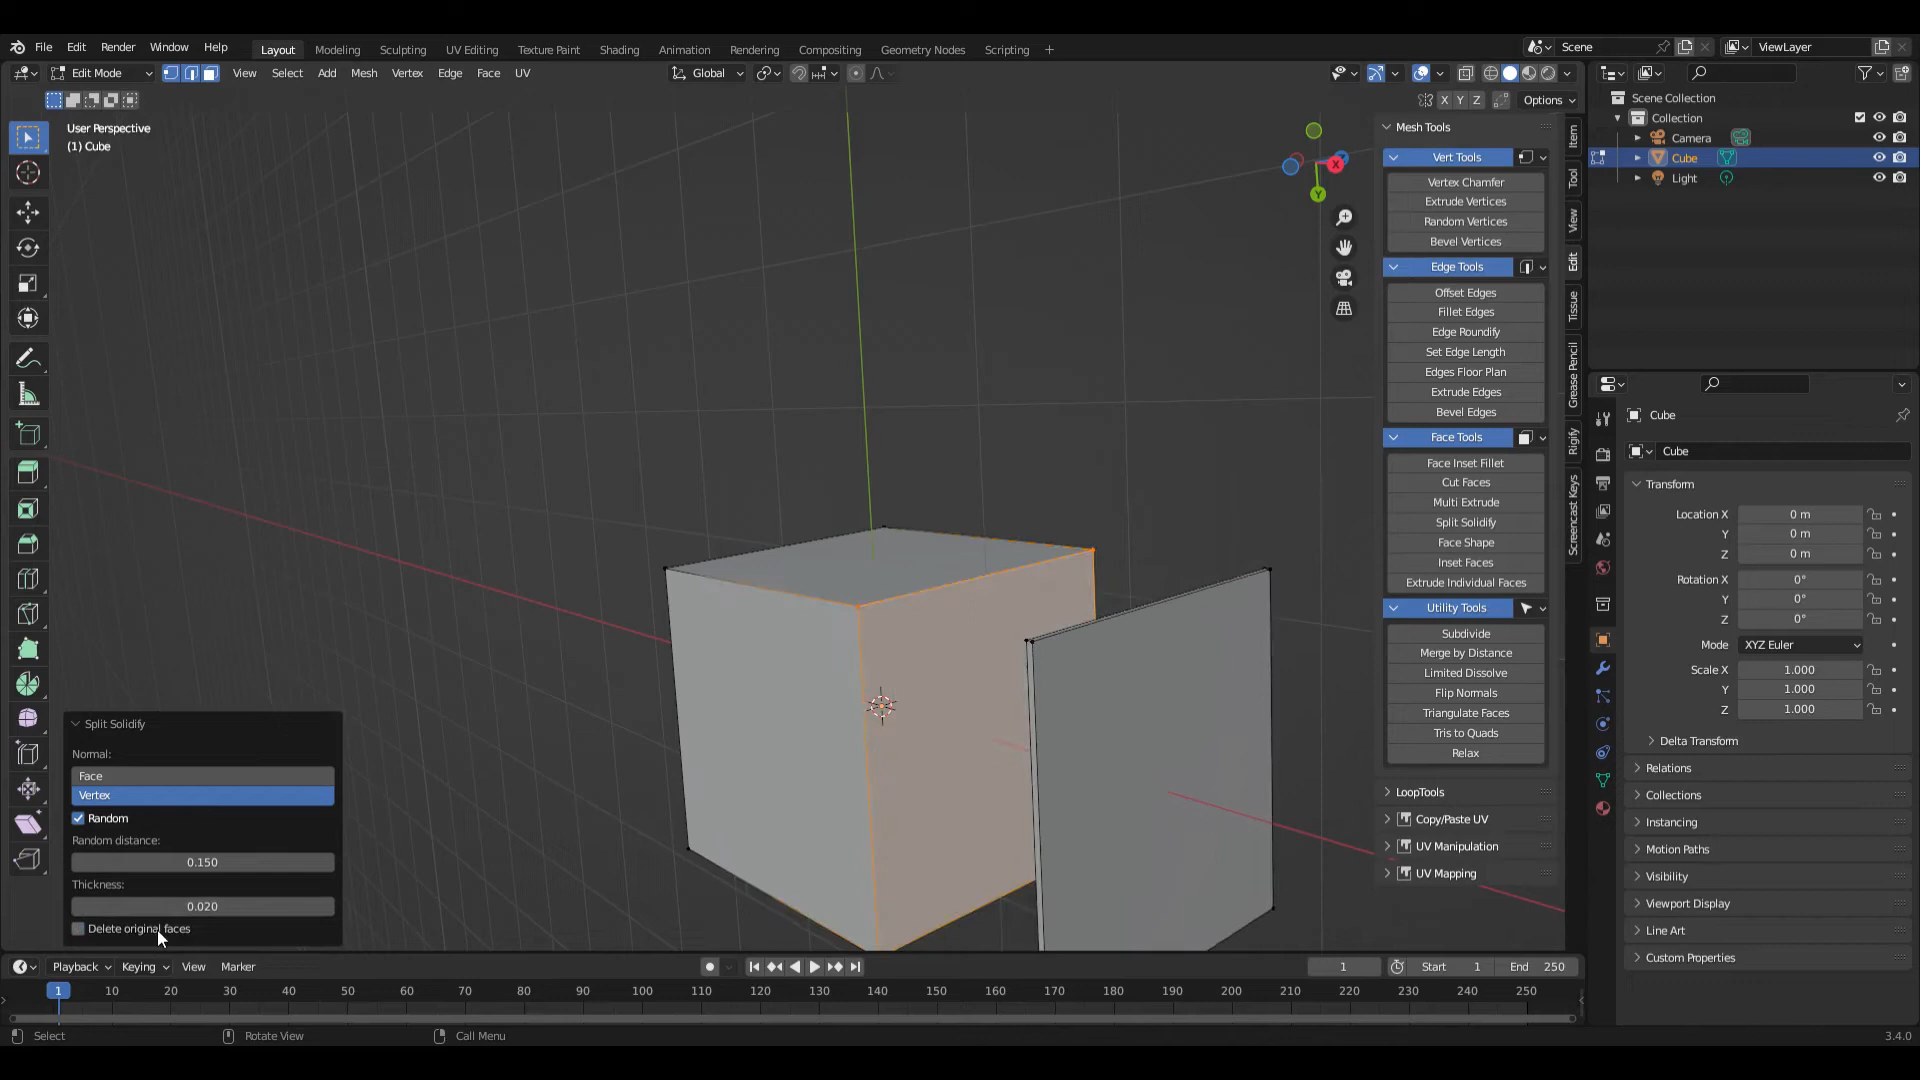 File Edit Render Window Help Layout Modeling Sculpting UV Editing Texture Paint Shading Animation Rendering Compositing Geometry Nodes Scripting + Scene ViewLayer
Edit Mode View Select Add Mesh Vertex Edge Face UV Global
X Y Z Options
User Perspective
(1) Cube
X
Y
Mesh Tools
Vert Tools
Vertex Chamfer
Extrude Vertices
Random Vertices
Bevel Vertices
Edge Tools
Offset Edges
Fillet Edges
Edge Roundify
Set Edge Length
Edges Floor Plan
Extrude Edges
Bevel Edges
Face Tools
Face Inset Fillet
Cut Faces
Multi Extrude
Split Solidify
Face Shape
Inset Faces
Extrude Individual Faces
Utility Tools
Subdivide
Merge by Distance
Limited Dissolve
Flip Normals
Triangulate Faces
Tris to Quads
Relax
LoopTools
Copy/Paste UV
UV Manipulation
UV Mapping
Item
Tool
View
Edit
Tissue
Grease Pencil
Rigify
Screencast Keys
Scene Collection
Collection
Camera
Cube
Light
Cube
Cube
Transform
Location X 0 m
Y 0 m
Z 0 m
Rotation X 0°
Y 0°
Z 0°
Mode XYZ Euler
Scale X 1.000
Y 1.000
Z 1.000
Delta Transform
Relations
Collections
Instancing
Motion Paths
Visibility
Viewport Display
Line Art
Custom Properties
Split Solidify
Normal:
Face
Vertex
Random
Random distance:
0.150
Thickness:
0.020
Delete original faces
Playback Keying View Marker 1 Start 1 End 250
1 10 20 30 40 50 60 70 80 90 100 110 120 130 140 150 160 170 180 190 200 210 220 230 240 250
Select Rotate View Call Menu 3.4.0